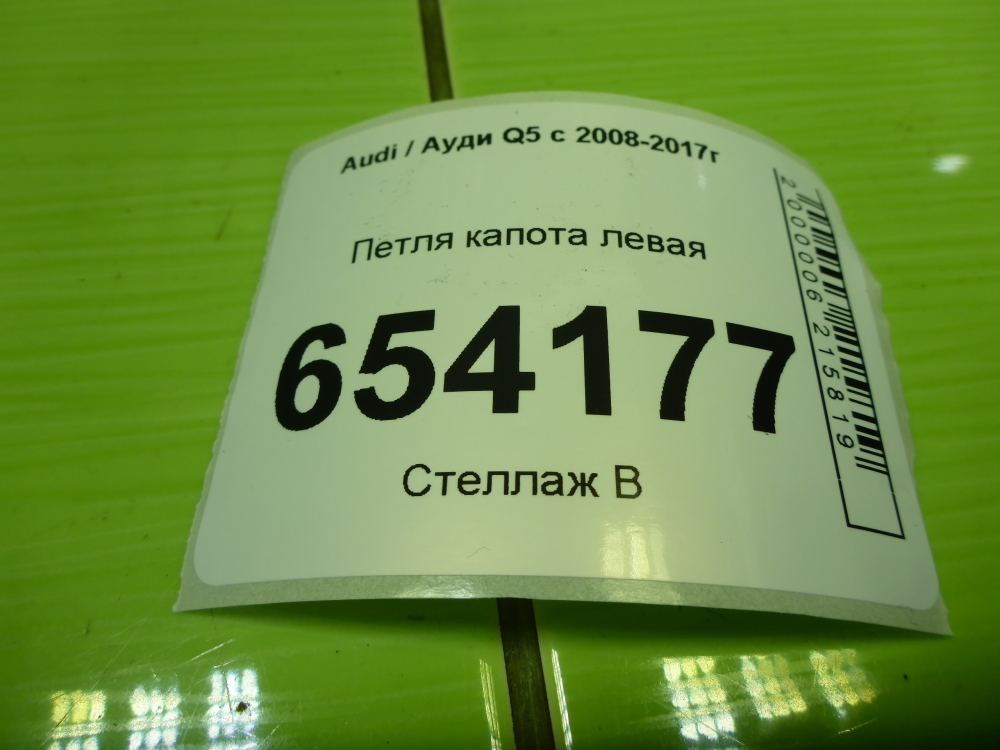 Audi / Ауди Q5 с 2008-2017г
Петля капота левая
654177
Стеллаж В
2000006215819